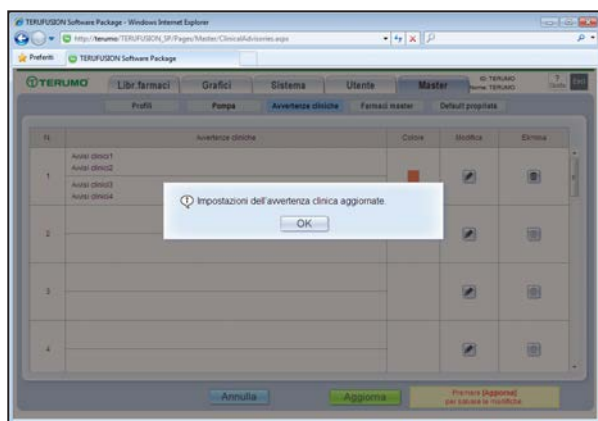 TERUFUSION Software Package - Windows Internet Explorer
http://terumo/TERUFUSION_SP/Pages/Master/ClinicalAdvisories.aspx
Preferiti TERUFUSION Software Package
TERUMO Libr.farmaci Grafici Sistema Utente Master ID: TERUMO
Nome: TERUMO
Profili Pompa Avvertenze cliniche Farmaci master Default proprietà
N. Avvertenze cliniche Colore Modifica Elimina
Avvisi clinici1
Avvisi clinici2
1
Avvisi clinici3
Avvisi clinici4
Impostazioni dell'avvertenza clinica aggiornate.
OK
2
3
4
Annulla Aggiorna
Premere [Aggiorna]
per salvare le modifiche